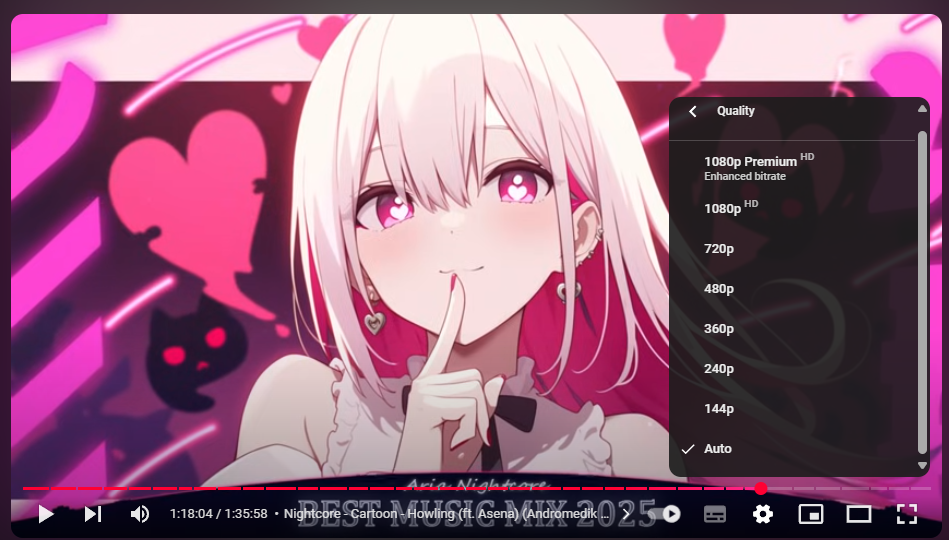 Quality
1080p Premium HD
Enhanced bitrate
1080p HD
720p
480p
360p
240p
144p
Auto
Aria Nightcore
BEST MUSIC MIX 2025
1:18:04 / 1:35:58 • Nightcore - Cartoon - Howling (ft. Asena) (Andromedik ...